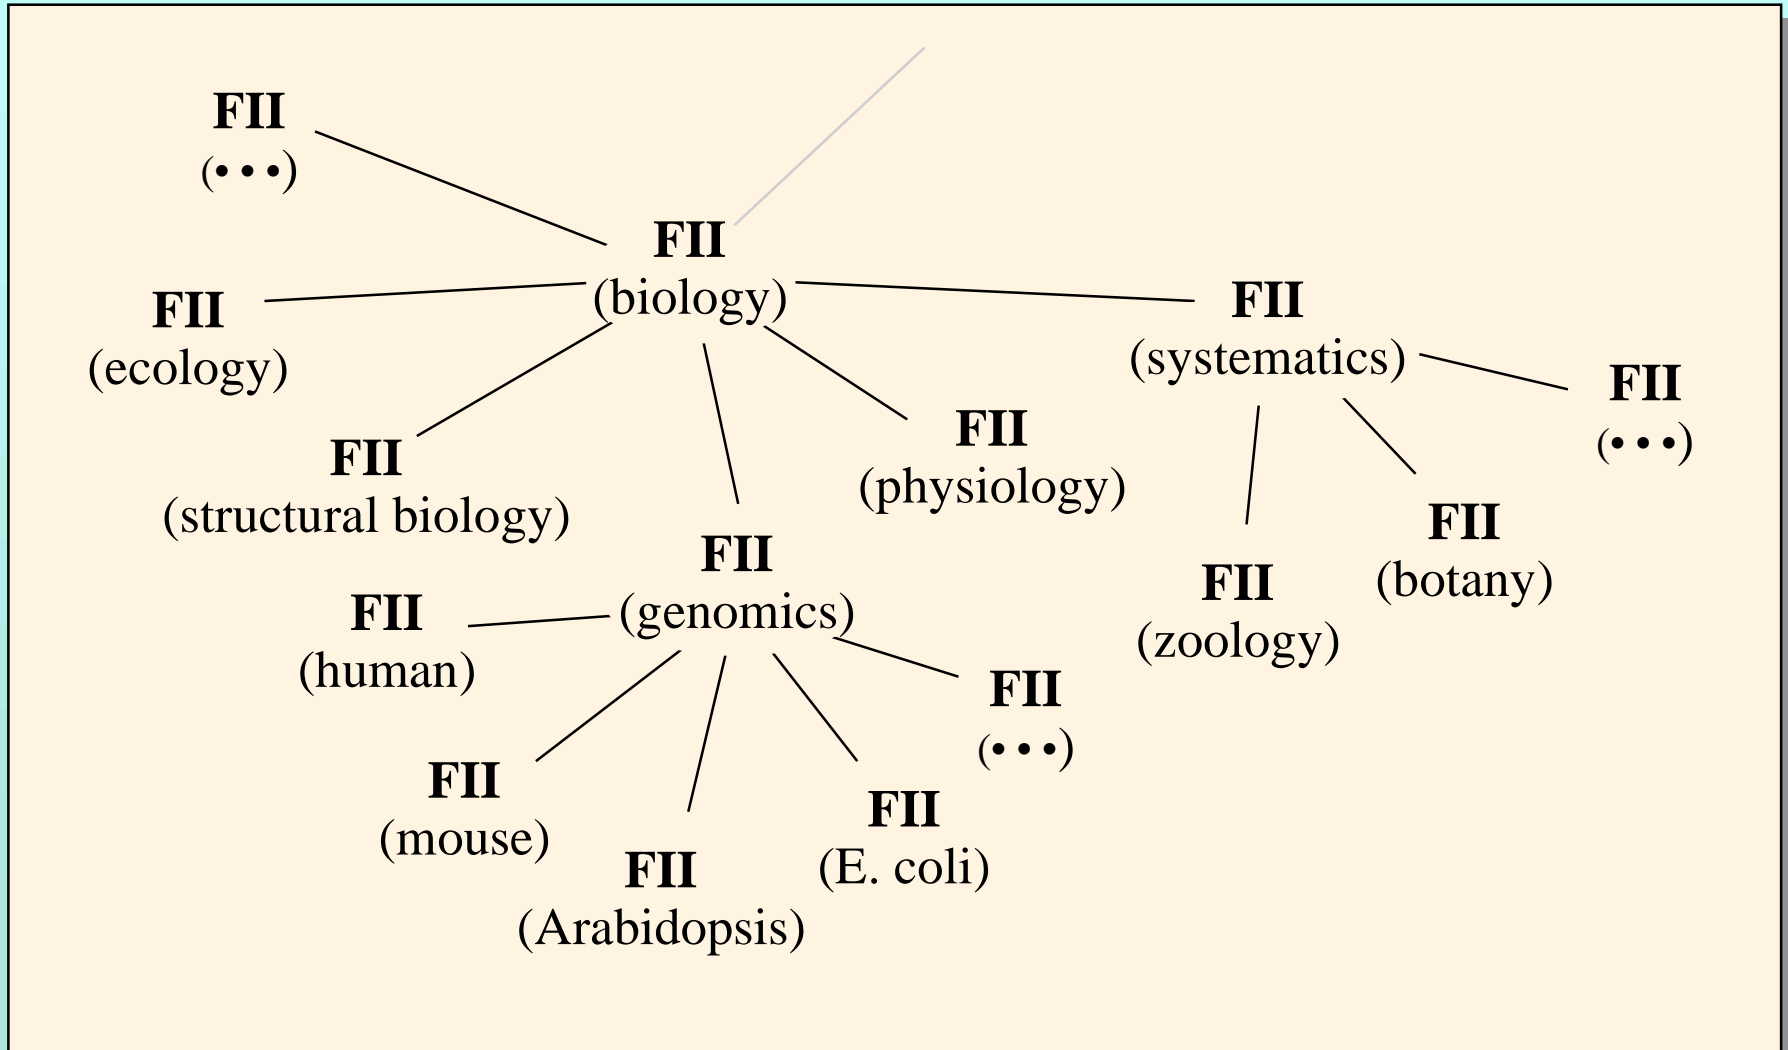 FII
(•••)
FII
(biology)
FII
(ecology)
FII
(systematics)
FII
(•••)
FII
(structural biology)
FII
(physiology)
FII
(genomics)
FII
(botany)
FII
(zoology)
FII
(human)
FII
(•••)
FII
(mouse)
FII
(E. coli)
FII
(Arabidopsis)